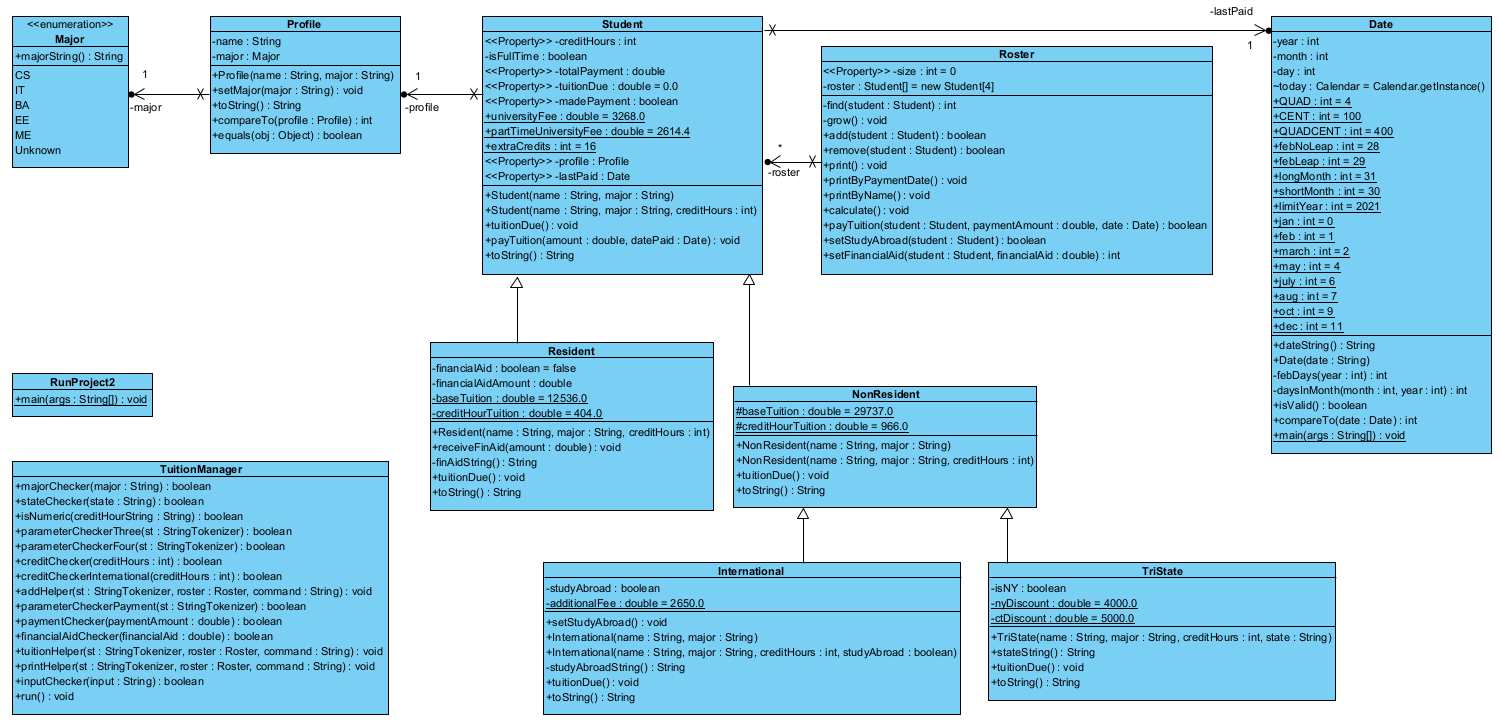 <<enumeration>>
Major
+majorString() : String
CS
IT
BA
EE
ME
Unknown
1
-major
Profile
-name : String
-major : Major
+Profile(name : String, major : String)
+setMajor(major : String) : void
+toString() : String
+compareTo(profile : Profile) : int
+equals(obj : Object) : boolean
1
-profile
Student
<<Property>> -creditHours : int
-isFullTime : boolean
<<Property>> -totalPayment : double
<<Property>> -tuitionDue : double = 0.0
<<Property>> -madePayment : boolean
+universityFee : double = 3268.0
+partTimeUniversityFee : double = 2614.4
+extraCredits : int = 16
<<Property>> -profile : Profile
<<Property>> -lastPaid : Date
+Student(name : String, major : String)
+Student(name : String, major : String, creditHours : int)
+tuitionDue() : void
+payTuition(amount : double, datePaid : Date) : void
+toString() : String
*
-roster
-lastPaid
1
Roster
<<Property>> -size : int = 0
-roster : Student[] = new Student[4]
-find(student : Student) : int
-grow() : void
+add(student : Student) : boolean
+remove(student : Student) : boolean
+print() : void
+printByPaymentDate() : void
+printByName() : void
+calculate() : void
+payTuition(student : Student, paymentAmount : double, date : Date) : boolean
+setStudyAbroad(student : Student) : boolean
+setFinancialAid(student : Student, financialAid : double) : int
Date
-year : int
-month : int
-day : int
~today : Calendar = Calendar.getInstance()
+QUAD : int = 4
+CENT : int = 100
+QUADCENT : int = 400
+febNoLeap : int = 28
+febLeap : int = 29
+longMonth : int = 31
+shortMonth : int = 30
+limitYear : int = 2021
+jan : int = 0
+feb : int = 1
+march : int = 2
+may : int = 4
+july : int = 6
+aug : int = 7
+oct : int = 9
+dec : int = 11
+dateString() : String
+Date(date : String)
-febDays(year : int) : int
-daysInMonth(month : int, year : int) : int
+isValid() : boolean
+compareTo(date : Date) : int
+main(args : String[]) : void
RunProject2
+main(args : String[]) : void
Resident
-financialAid : boolean = false
-financialAidAmount : double
-baseTuition : double = 12536.0
-creditHourTuition : double = 404.0
+Resident(name : String, major : String, creditHours : int)
+receiveFinAid(amount : double) : void
-finAidString() : String
+tuitionDue() : void
+toString() : String
NonResident
#baseTuition : double = 29737.0
#creditHourTuition : double = 966.0
+NonResident(name : String, major : String)
+NonResident(name : String, major : String, creditHours : int)
+tuitionDue() : void
+toString() : String
TuitionManager
+majorChecker(major : String) : boolean
+stateChecker(state : String) : boolean
+isNumeric(creditHourString : String) : boolean
+parameterCheckerThree(st : StringTokenizer) : boolean
+parameterCheckerFour(st : StringTokenizer) : boolean
+creditChecker(creditHours : int) : boolean
+creditCheckerInternational(creditHours : int) : boolean
+addHelper(st : StringTokenizer, roster : Roster, command : String) : void
+parameterCheckerPayment(st : StringTokenizer) : boolean
+paymentChecker(paymentAmount : double) : boolean
+financialAidChecker(financialAid : double) : boolean
+tuitionHelper(st : StringTokenizer, roster : Roster, command : String) : void
+printHelper(st : StringTokenizer, roster : Roster, command : String) : void
+inputChecker(input : String) : boolean
+run() : void
International
-studyAbroad : boolean
-additionalFee : double = 2650.0
+setStudyAbroad() : void
+International(name : String, major : String)
+International(name : String, major : String, creditHours : int, studyAbroad : boolean)
-studyAbroadString() : String
+tuitionDue() : void
+toString() : String
TriState
-isNY : boolean
-nyDiscount : double = 4000.0
-ctDiscount : double = 5000.0
+TriState(name : String, major : String, creditHours : int, state : String)
+stateString() : String
+tuitionDue() : void
+toString() : String